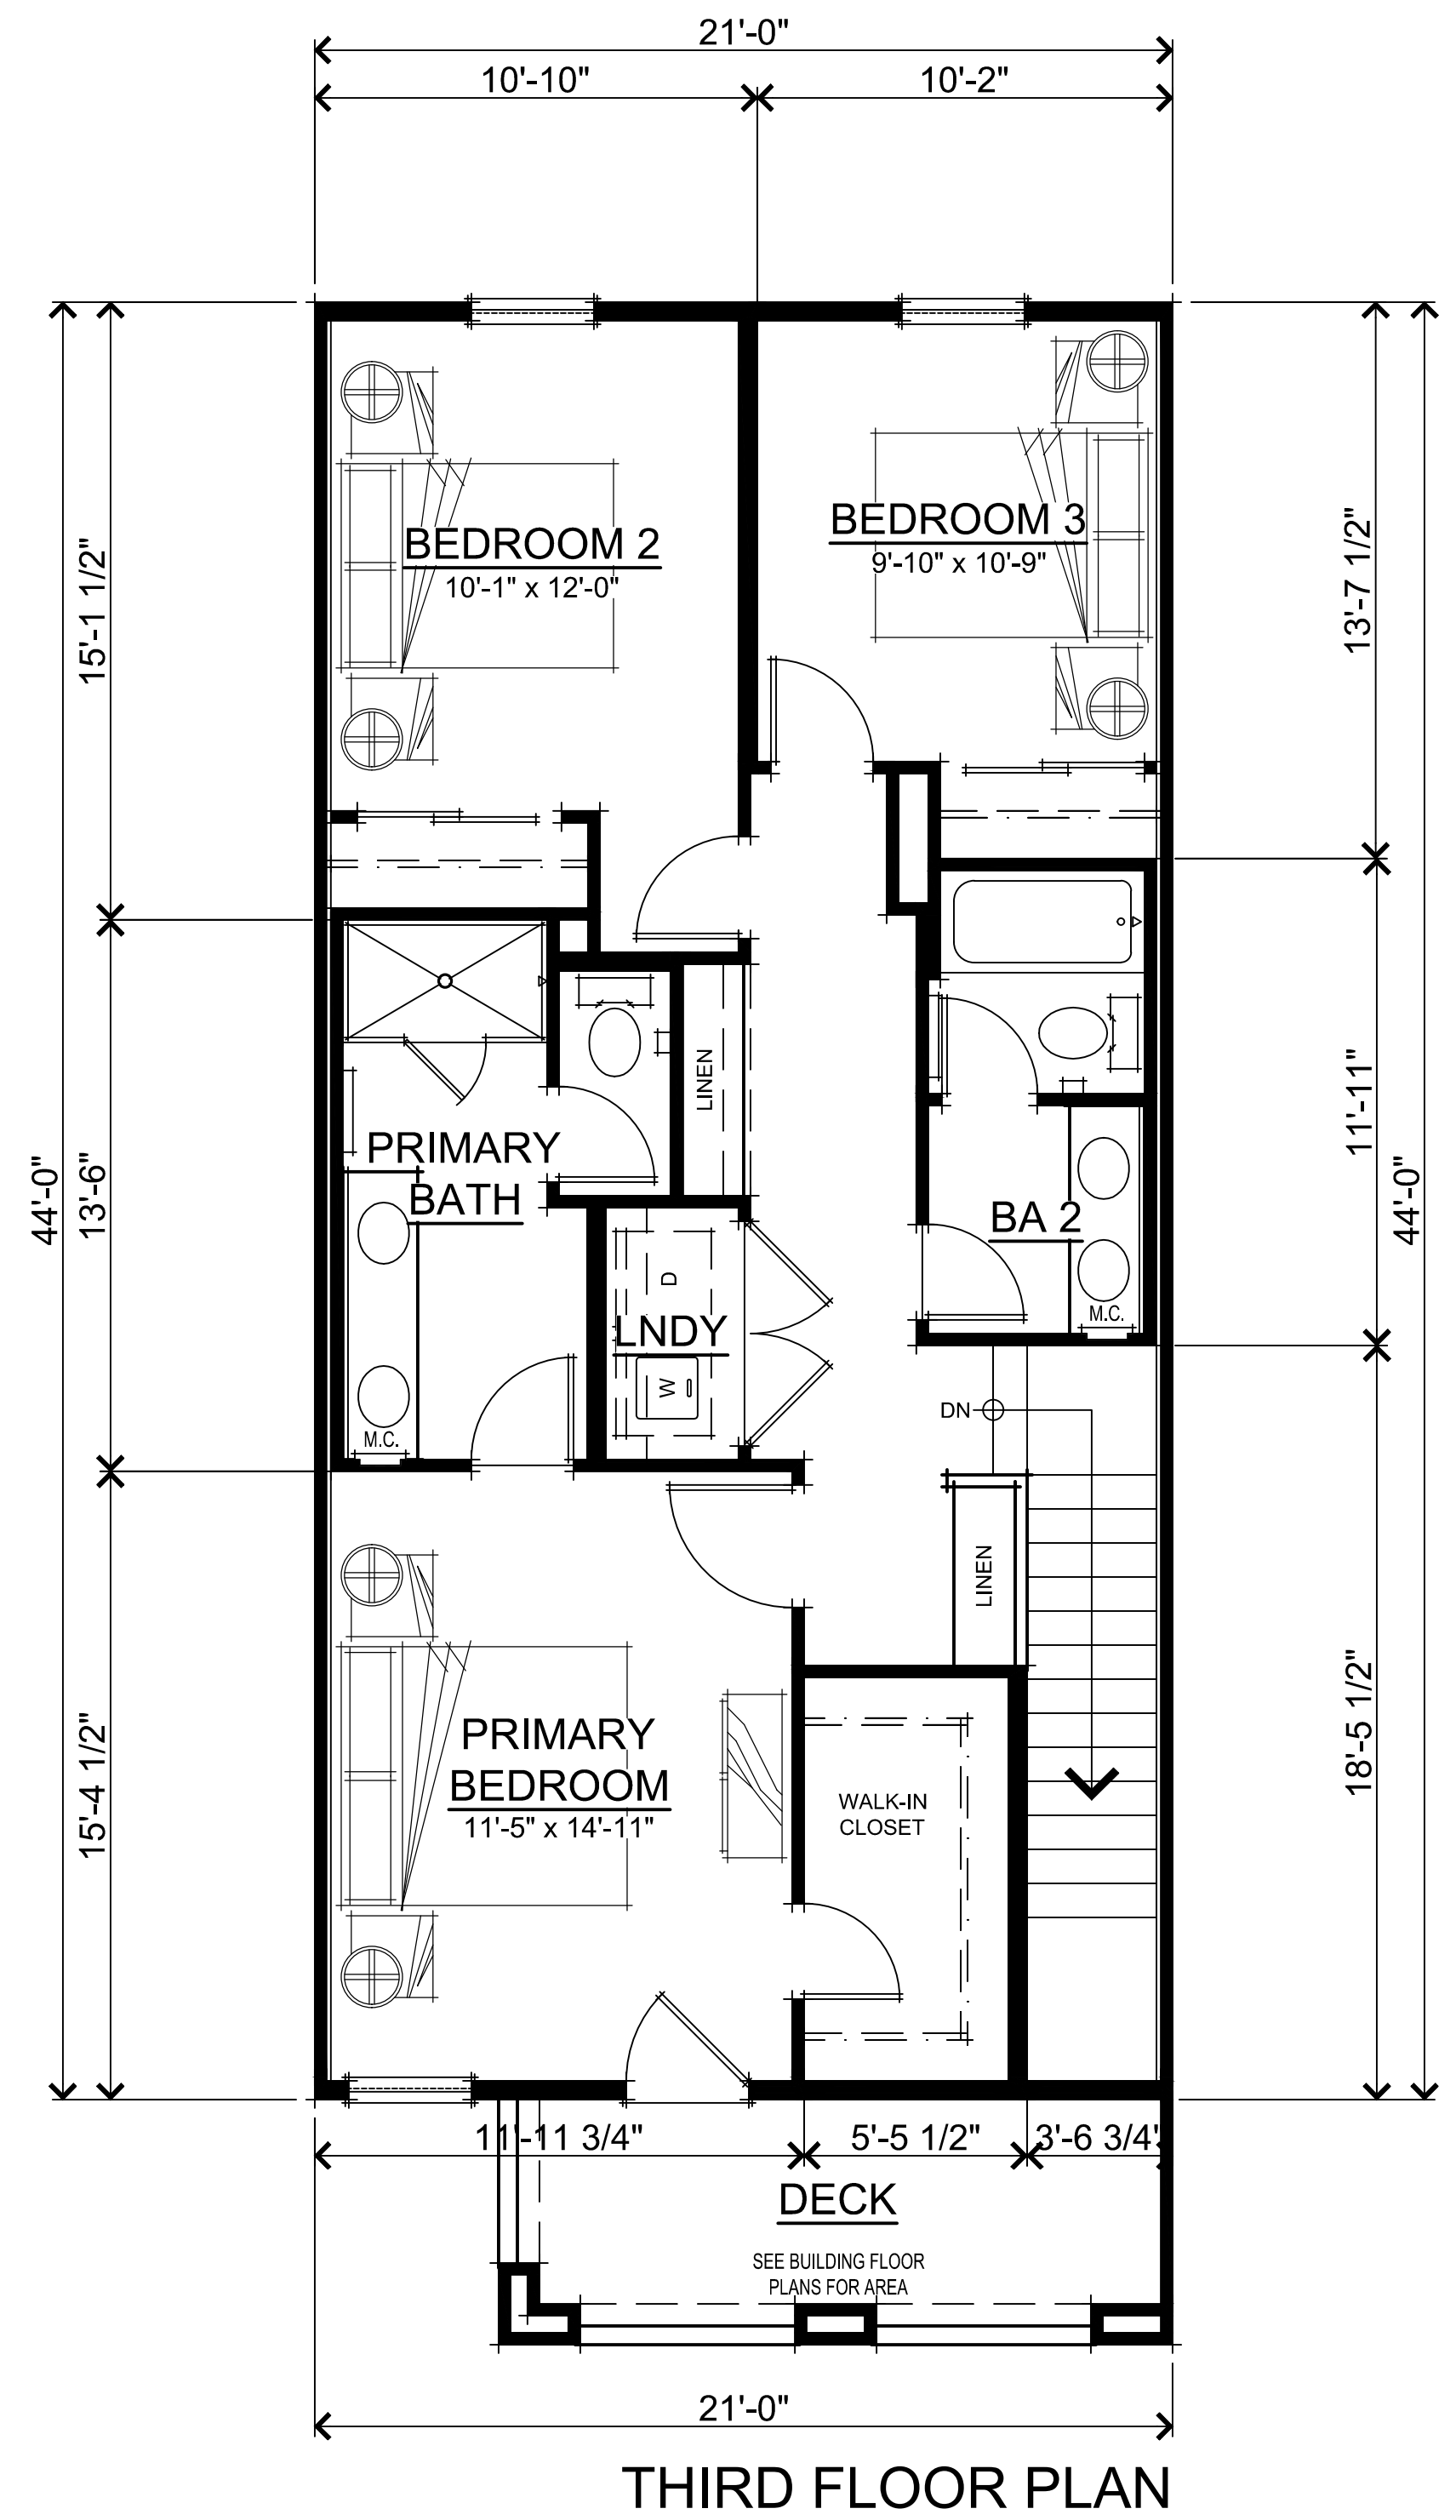 21'-0"
10'-10"
10'-2"
BEDROOM 2
10'-1" x 12'-0"
BEDROOM 3
9'-10" x 10'-9"
15'-1 1/2"
13'-7 1/2"
LINEN
PRIMARY
BATH
44'-0"
13'-6"
11'-11"
44'-0"
BA 2
D
LNDY
W
M.C.
M.C.
DN
LINEN
PRIMARY
BEDROOM
11'-5" x 14'-11"
WALK-IN
CLOSET
15'-4 1/2"
18'-5 1/2"
11'-11 3/4"
5'-5 1/2"
3'-6 3/4'
DECK
SEE BUILDING FLOOR
PLANS FOR AREA
21'-0"
THIRD FLOOR PLAN